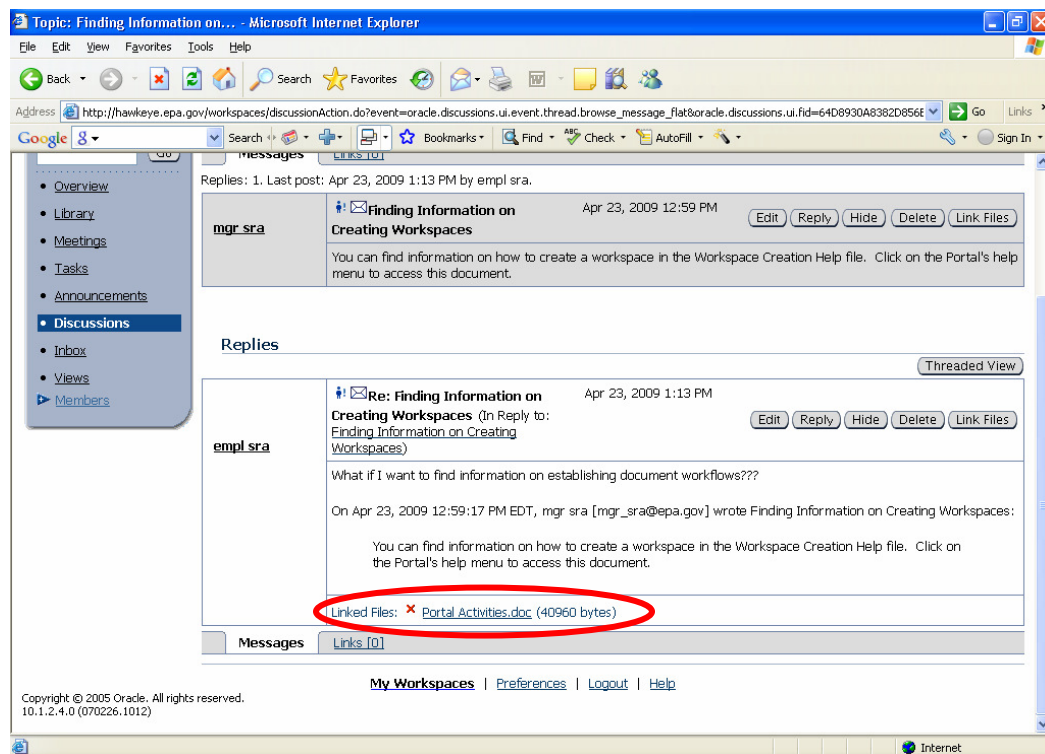 Topic: Finding Information on... - Microsoft Internet Explorer
File Edit View Favorites Tools Help
Back Search Favorites
Address http://hawkeye.epa.gov/workspaces/discussionAction.do?event=oracle.discussions.ui.event.thread.browse_message_flat&oracle.discussions.ui.fid=64D8930A8382D856E Go Links
Google Search Bookmarks Find Check AutoFill Sign In
Go Messages Links [0]
Replies: 1. Last post: Apr 23, 2009 1:13 PM by empl sra.
Overview
Library
Meetings
Tasks
Announcements
Discussions
Inbox
Views
Members
mgr sra
Finding Information on Apr 23, 2009 12:59 PM
Creating Workspaces
Edit Reply Hide Delete Link Files
You can find information on how to create a workspace in the Workspace Creation Help file. Click on the Portal's help
menu to access this document.
Replies
Threaded View
empl sra
Re: Finding Information on Apr 23, 2009 1:13 PM
Creating Workspaces (In Reply to:
Finding Information on Creating
Workspaces)
Edit Reply Hide Delete Link Files
What if I want to find information on establishing document workflows???
On Apr 23, 2009 12:59:17 PM EDT, mgr sra [mgr_sra@epa.gov] wrote Finding Information on Creating Workspaces:
You can find information on how to create a workspace in the Workspace Creation Help file. Click on
the Portal's help menu to access this document.
Linked Files: Portal Activities.doc (40960 bytes)
Messages Links [0]
My Workspaces | Preferences | Logout | Help
Copyright © 2005 Oracle. All rights reserved.
10.1.2.4.0 (070226.1012)
Internet